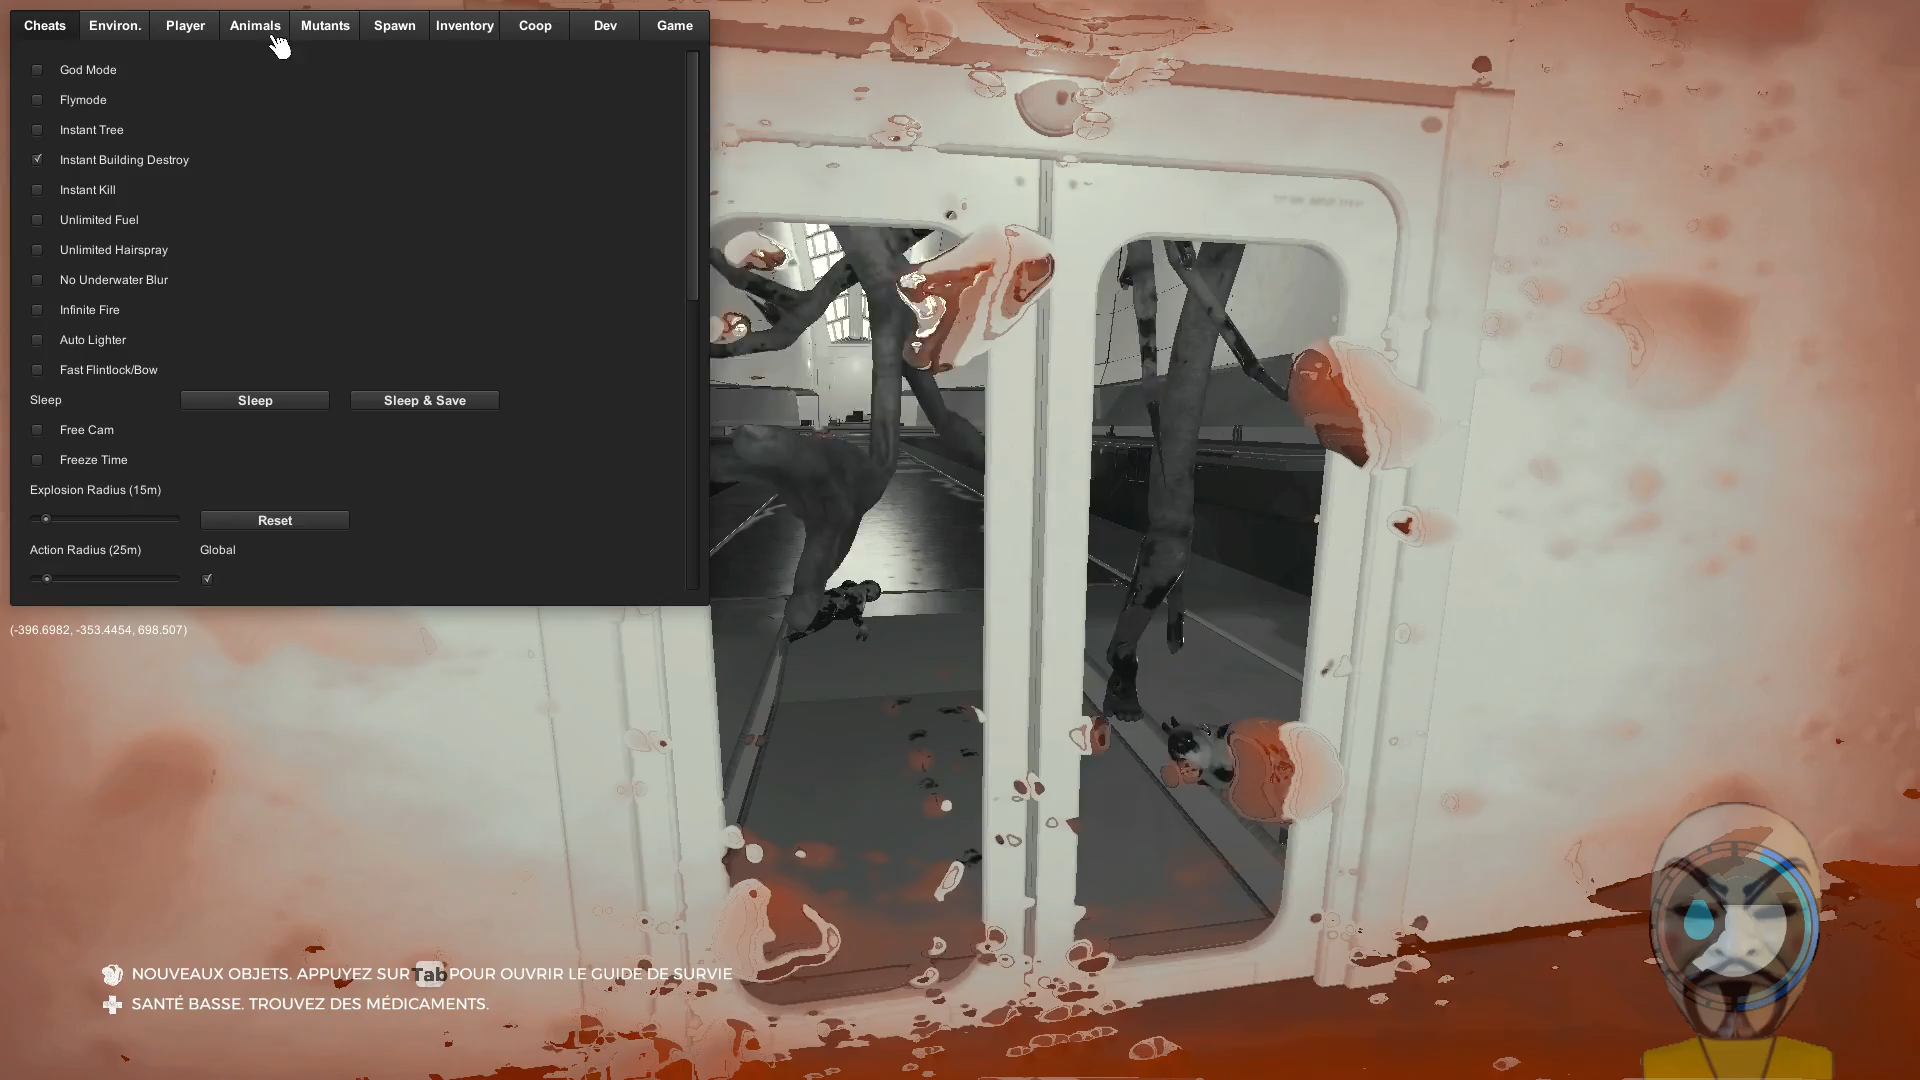 Cheats Environ. Player Animals Mutants Spawn Inventory Coop Dev Game
God Mode
Flymode
Instant Tree
Instant Building Destroy
Instant Kill
Unlimited Fuel
Unlimited Hairspray
No Underwater Blur
Infinite Fire
Auto Lighter
Fast Flintlock/Bow
Sleep Sleep Sleep & Save
Free Cam
Freeze Time
Explosion Radius (15m)
Reset
Action Radius (25m) Global
(-396.6982, -353.4454, 698.507)
NOUVEAUX OBJETS. APPUYEZ SUR Tab POUR OUVRIR LE GUIDE DE SURVIE
SANTÉ BASSE. TROUVEZ DES MÉDICAMENTS.